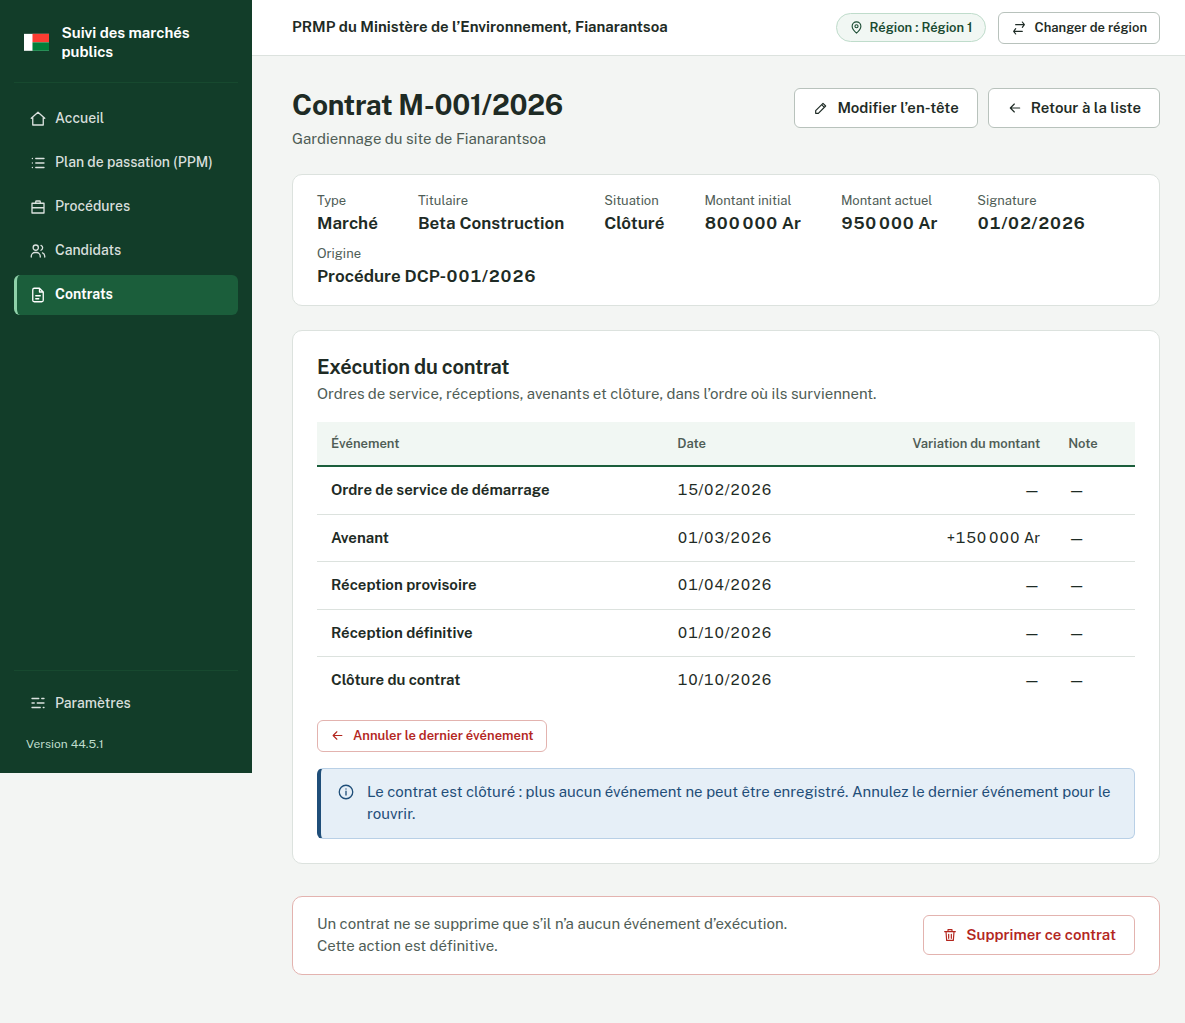 Suivi des marchés
publics
Accueil
Plan de passation (PPM)
Procédures
Candidats
Contrats
Paramètres
Version 44.5.1
PRMP du Ministère de l’Environnement, Fianarantsoa
Région : Région 1
Changer de région
Contrat M-001/2026
Gardiennage du site de Fianarantsoa
Modifier l’en-tête
Retour à la liste
Type Titulaire Situation Montant initial Montant actuel Signature
Marché Beta Construction Clôturé 800 000 Ar 950 000 Ar 01/02/2026
Origine
Procédure DCP-001/2026
Exécution du contrat
Ordres de service, réceptions, avenants et clôture, dans l’ordre où ils surviennent.
Événement Date Variation du montant Note
Ordre de service de démarrage 15/02/2026 — —
Avenant 01/03/2026 +150 000 Ar —
Réception provisoire 01/04/2026 — —
Réception définitive 01/10/2026 — —
Clôture du contrat 10/10/2026 — —
Annuler le dernier événement
Le contrat est clôturé : plus aucun événement ne peut être enregistré. Annulez le dernier événement pour le
rouvrir.
Un contrat ne se supprime que s’il n’a aucun événement d’exécution.
Cette action est définitive.
Supprimer ce contrat